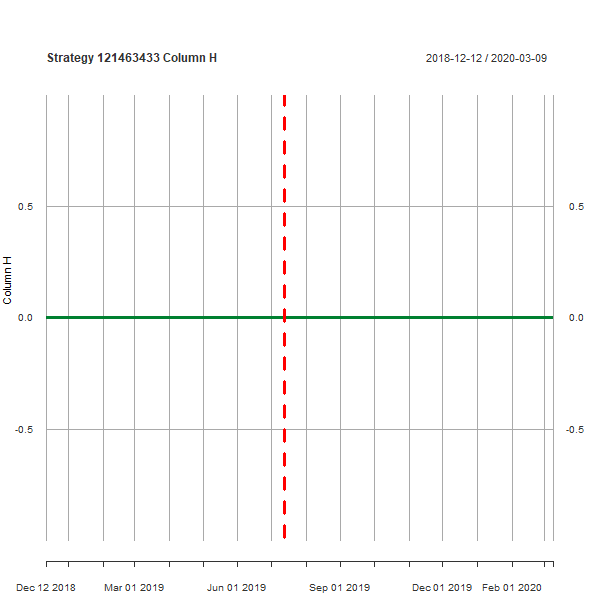 Strategy 121463433 Column H
2018-12-12 / 2020-03-09
0.5
0.5
Column H
0.0
0.0
-0.5
-0.5
Dec 12 2018
Mar 01 2019
Jun 01 2019
Sep 01 2019
Dec 01 2019
Feb 01 2020